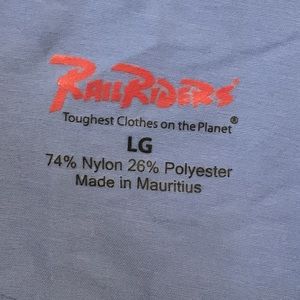 RAILRIDERS®
Toughest Clothes on the Planet®
LG
74% Nylon 26% Polyester
Made in Mauritius